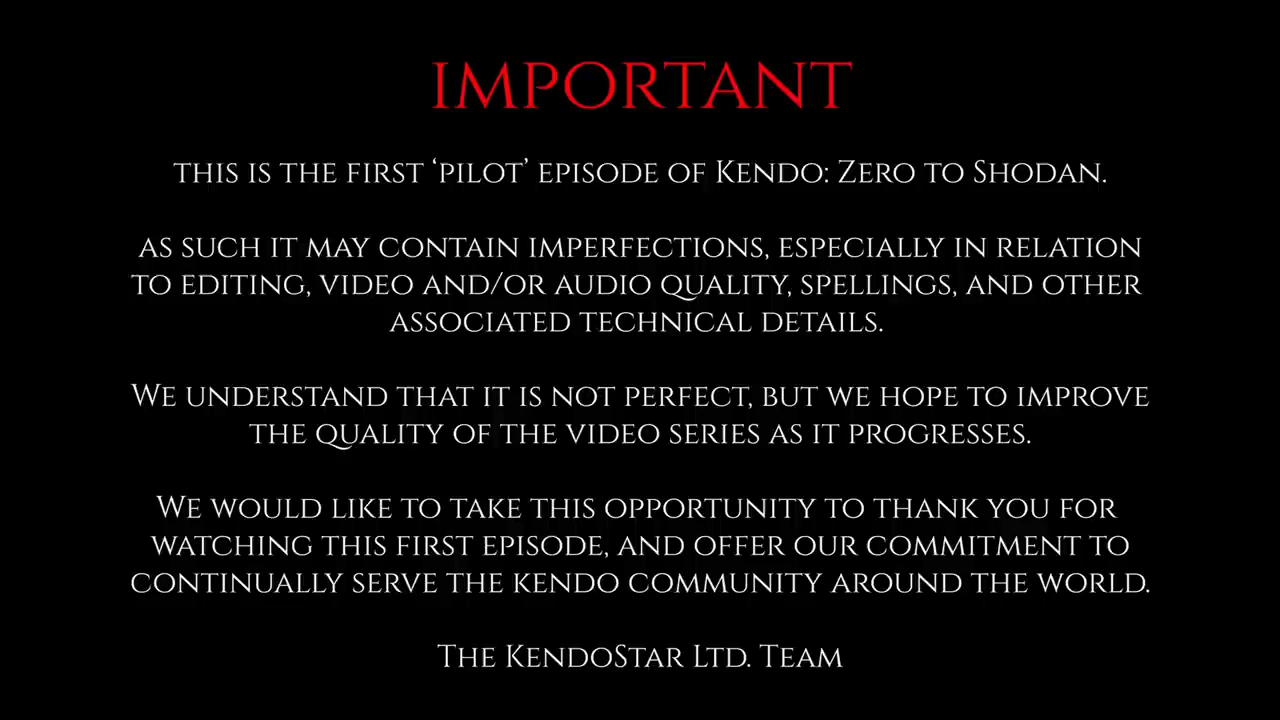 IMPORTANT
THIS IS THE FIRST ‘PILOT’ EPISODE OF KENDO: ZERO TO SHODAN.
AS SUCH IT MAY CONTAIN IMPERFECTIONS, ESPECIALLY IN RELATION
TO EDITING, VIDEO AND/OR AUDIO QUALITY, SPELLINGS, AND OTHER
ASSOCIATED TECHNICAL DETAILS.
WE UNDERSTAND THAT IT IS NOT PERFECT, BUT WE HOPE TO IMPROVE
THE QUALITY OF THE VIDEO SERIES AS IT PROGRESSES.
WE WOULD LIKE TO TAKE THIS OPPORTUNITY TO THANK YOU FOR
WATCHING THIS FIRST EPISODE, AND OFFER OUR COMMITMENT TO
CONTINUALLY SERVE THE KENDO COMMUNITY AROUND THE WORLD.
THE KENDOSTAR LTD. TEAM